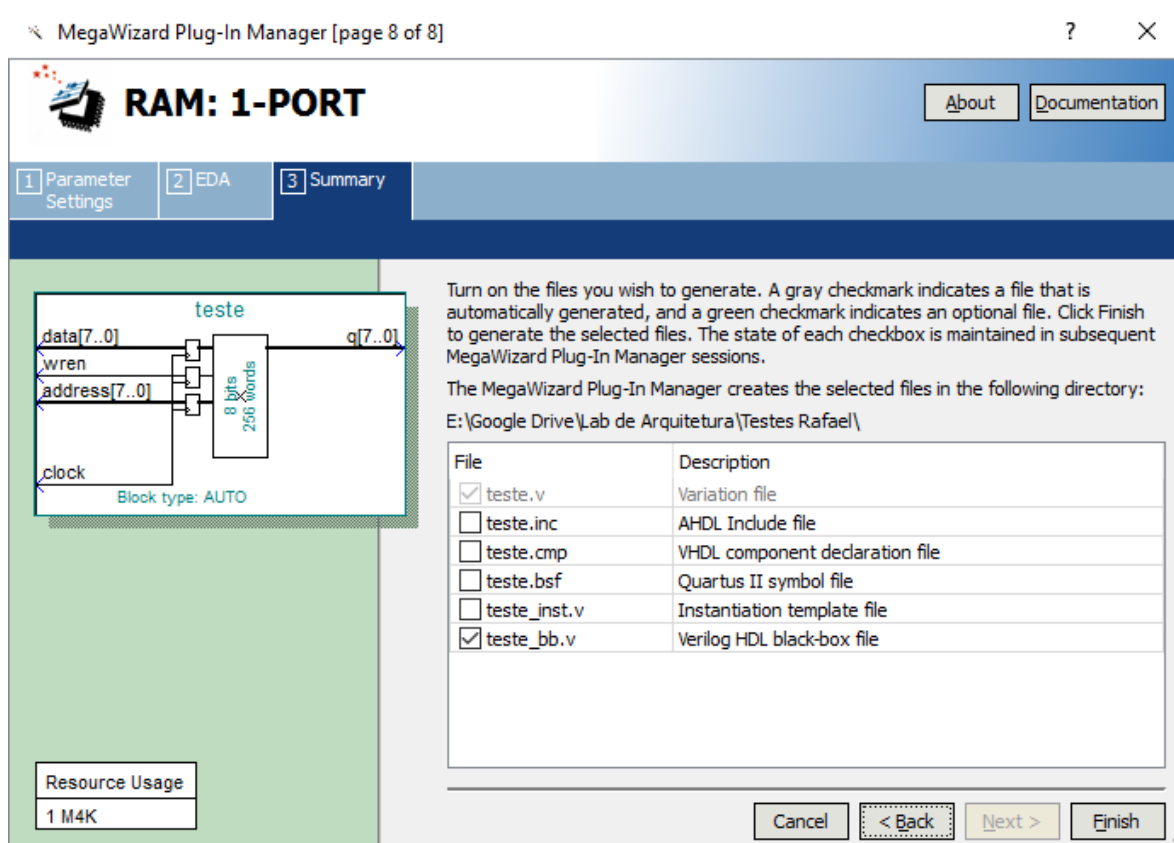 MegaWizard Plug-In Manager [page 8 of 8]
?
RAM: 1-PORT
About
Documentation
1 Parameter Settings
2 EDA
3 Summary
teste
data[7..0]
q[7..0]
wren
address[7..0]
8 bits
256 words
clock
Block type: AUTO
Turn on the files you wish to generate. A gray checkmark indicates a file that is
automatically generated, and a green checkmark indicates an optional file. Click Finish
to generate the selected files. The state of each checkbox is maintained in subsequent
MegaWizard Plug-In Manager sessions.
The MegaWizard Plug-In Manager creates the selected files in the following directory:
E:\Google Drive\Lab de Arquitetura\Testes Rafael\
File Description
teste.v Variation file
teste.inc AHDL Include file
teste.cmp VHDL component declaration file
teste.bsf Quartus II symbol file
teste_inst.v Instantiation template file
teste_bb.v Verilog HDL black-box file
Resource Usage
1 M4K
Cancel
< Back
Next >
Finish